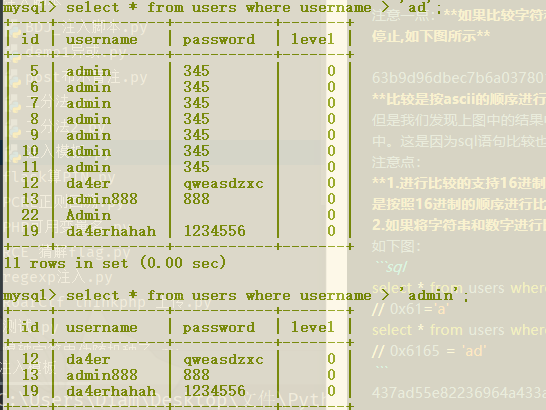 mysql> select * from users where username > 'ad';
+----+-----------+------------+-------+
| id | username | password | level |
+----+-----------+------------+-------+
| 5 | admin | 345 | 0 |
| 6 | admin | 345 | 0 |
| 7 | admin | 345 | 0 |
| 8 | admin | 345 | 0 |
| 9 | admin | 345 | 0 |
| 10 | admin | 345 | 0 |
| 11 | admin | 345 | 0 |
| 12 | da4er | qweasdzxc | 0 |
| 13 | admin888 | 888 | 0 |
| 22 | Admin | | 0 |
| 19 | da4erhahah | 1234556 | 0 |
+----+-----------+------------+-------+
11 rows in set (0.00 sec)
mysql> select * from users where username > 'admin';
+----+-----------+------------+-------+
| id | username | password | level |
+----+-----------+------------+-------+
| 12 | da4er | qweasdzxc | 0 |
| 13 | admin888 | 888 | 0 |
| 19 | da4erhahah | 1234556 | 0 |
+----+-----------+------------+-------+
注意一点：**如果比较字符
停止,如下图所示**
63b9d96dbec7b6a03780
**比较是按ascii的顺序进行
但是我们发现上图中的结果
中。这是因为sql语句比较也
注意点：
**1.进行比较的支持16进制
是按照16进制的顺序进行比
2.如果将字符串和数字进行
如下图：
```sql
select * from users where
// 0x61='a'
select * from users where
// 0x6165 = 'ad'
```
437ad55e82236964a433
regexp注入.py